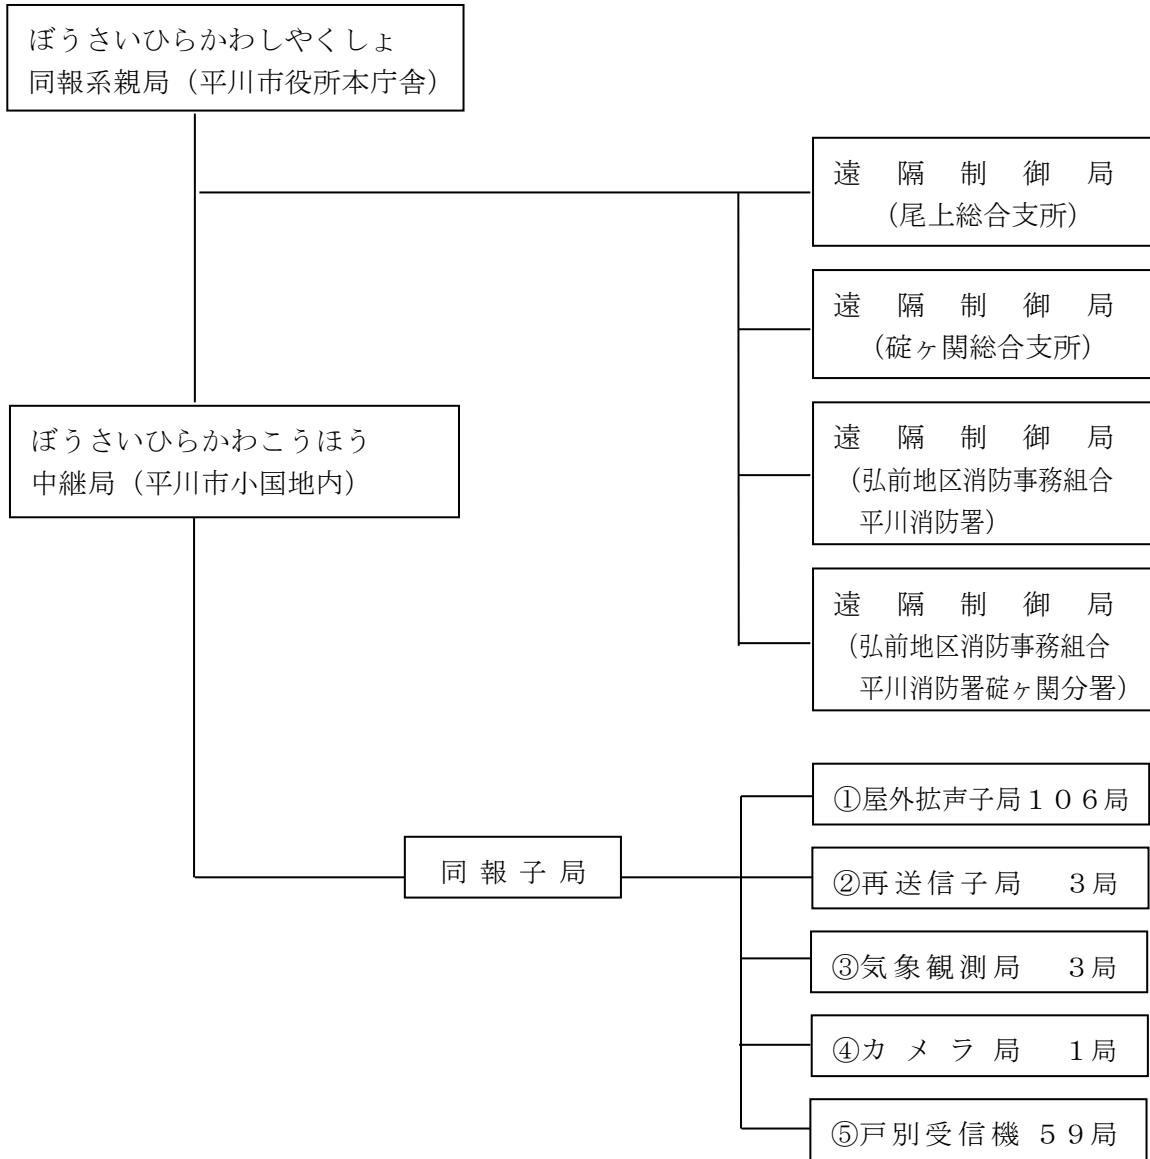 ぼうさいひらかわしやくしょ
同報系親局（平川市役所本庁舎）
遠隔制御局
（尾上総合支所）
遠隔制御局
（碇ヶ関総合支所）
ぼうさいひらかわこうほう
中継局（平川市小国地内）
遠隔制御局
（弘前地区消防事務組合
平川消防署）
遠隔制御局
（弘前地区消防事務組合
平川消防署碇ヶ関分署）
同報子局
①屋外拡声子局１０６局
②再送信子局　３局
③気象観測局　３局
④カメラ局　１局
⑤戸別受信機 ５９局